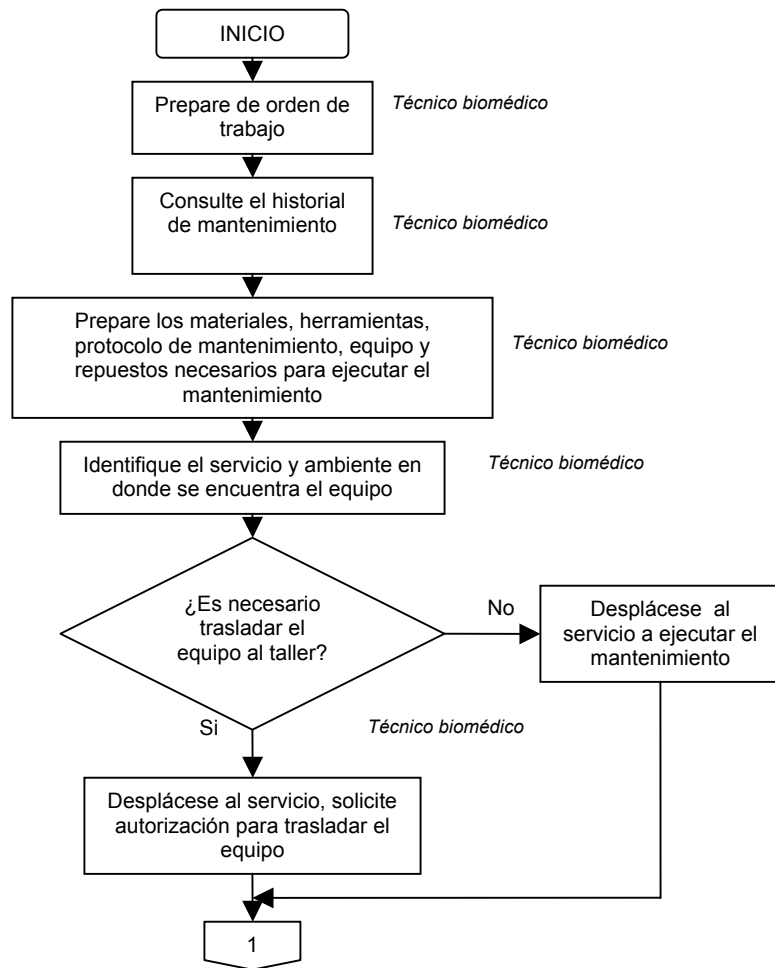 INICIO
Prepare de orden de
trabajo
Técnico biomédico
Consulte el historial
de mantenimiento
Técnico biomédico
Prepare los materiales, herramientas,
protocolo de mantenimiento, equipo y
repuestos necesarios para ejecutar el
mantenimiento
Técnico biomédico
Identifique el servicio y ambiente en
donde se encuentra el equipo
Técnico biomédico
¿Es necesario
trasladar el
equipo al taller?
No
Desplácese al
servicio a ejecutar el
mantenimiento
Si
Técnico biomédico
Desplácese al servicio, solicite
autorización para trasladar el
equipo
1